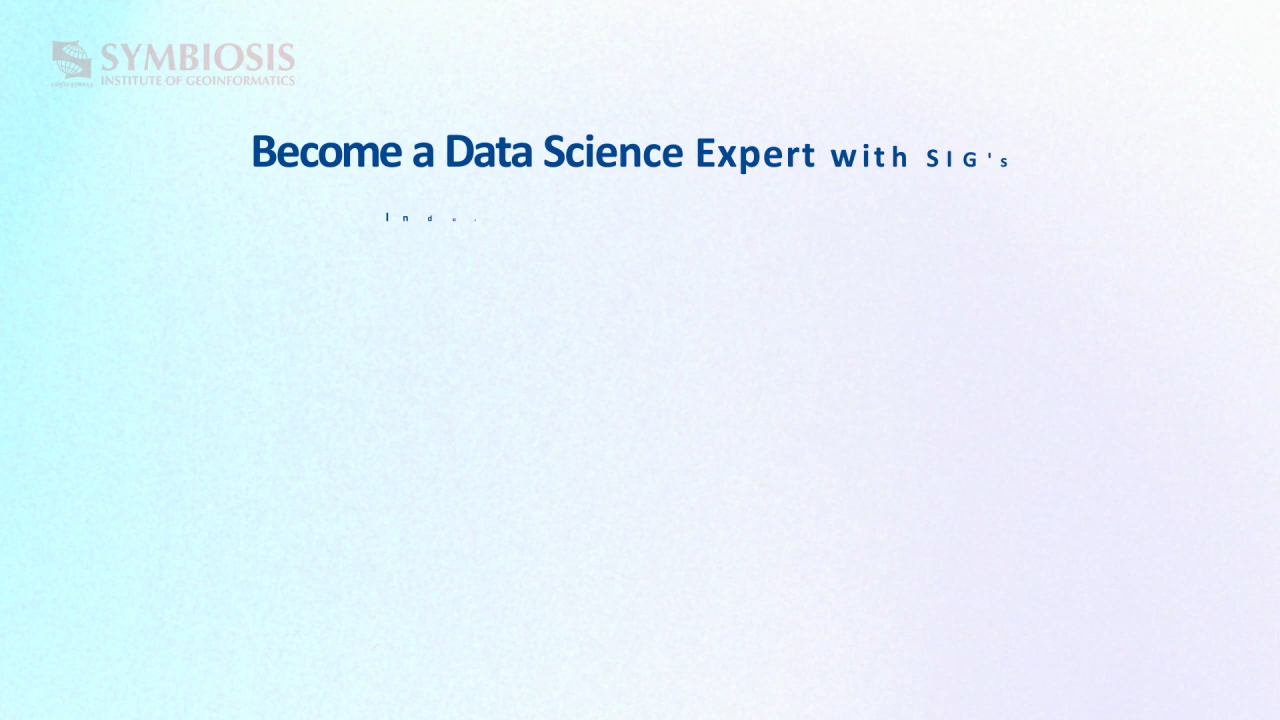 SYMBIOSIS
INSTITUTE OF GEOINFORMATICS
Become a Data Science Expert with SIG's